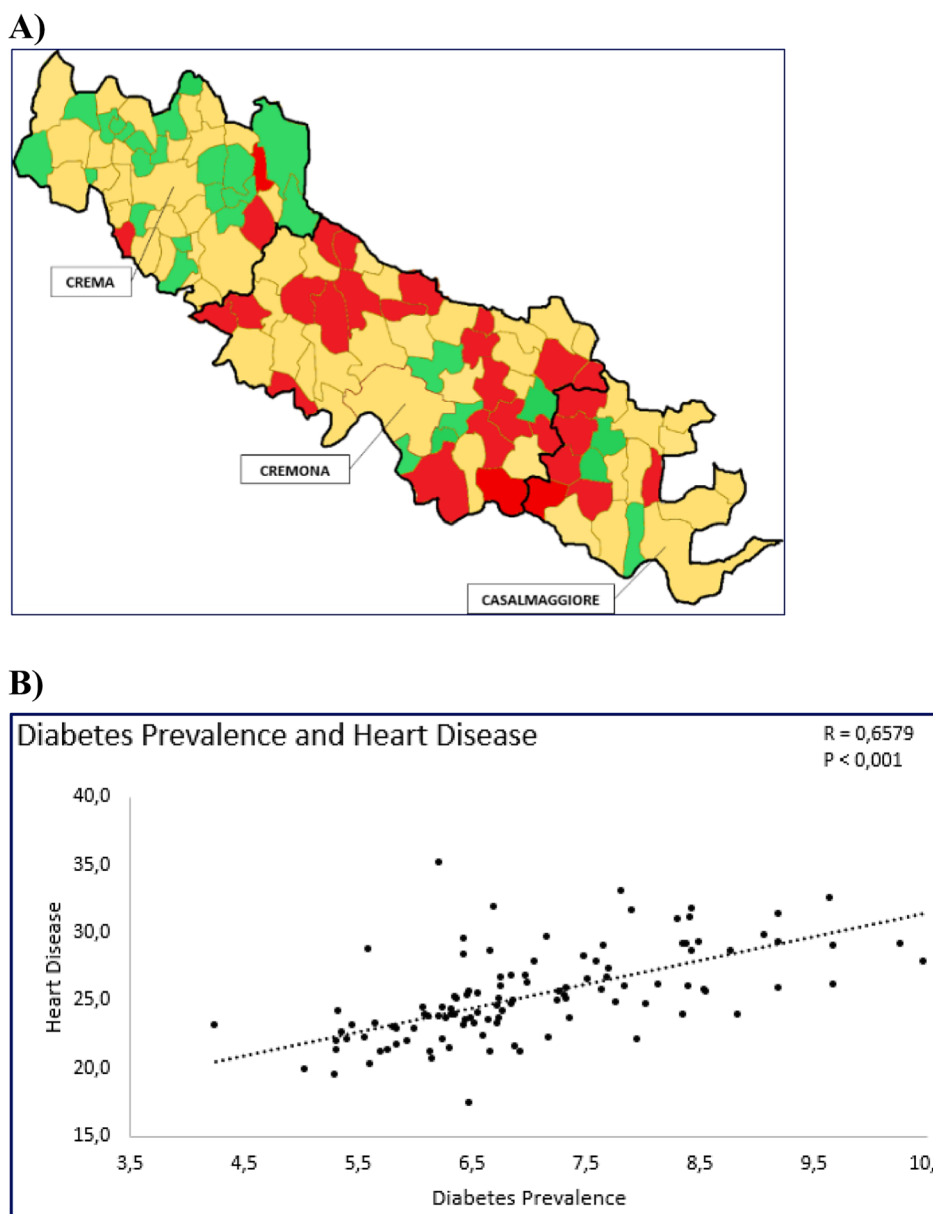 A)
CREMA
CREMONA
CASALMAGGIORE
B)
Diabetes Prevalence and Heart Disease
R = 0,6579
P < 0,001
40,0
35,0
30,0
25,0
20,0
15,0
Heart Disease
3,5 4,5 5,5 6,5 7,5 8,5 9,5 10,
Diabetes Prevalence